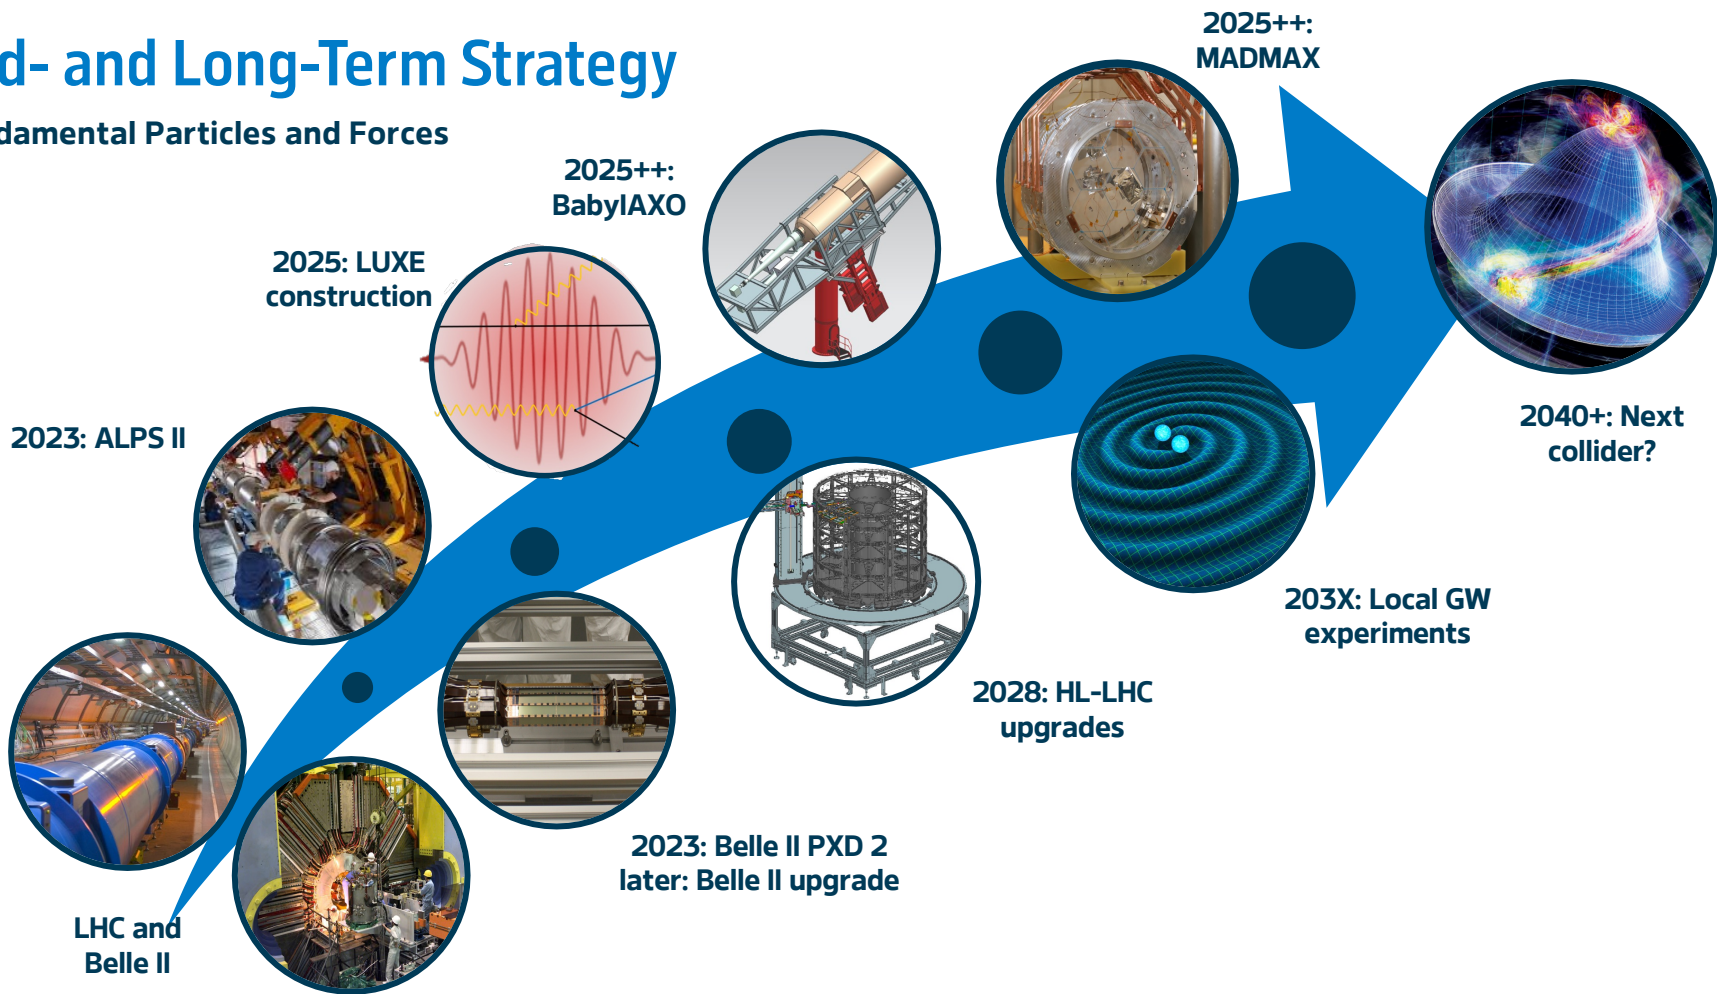 d- and Long-Term Strategy
damental Particles and Forces
2025++:
MADMAX
2025++:
BabyIAXO
2025: LUXE
construction
2023: ALPS II
2040+: Next
collider?
203X: Local GW
experiments
2028: HL-LHC
upgrades
2023: Belle II PXD 2
later: Belle II upgrade
LHC and
Belle II